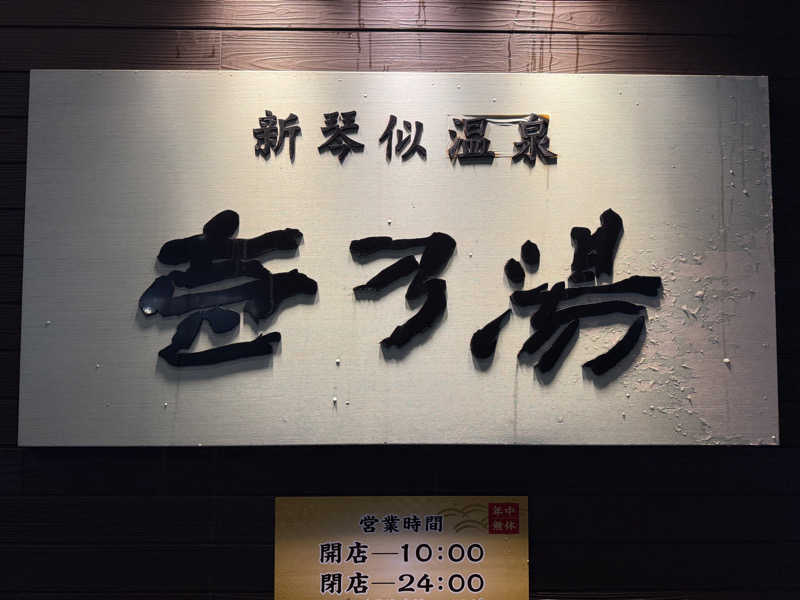 新琴似温泉
壱乃湯
営業時間
年中
無休
開店―10:00
閉店―24:00